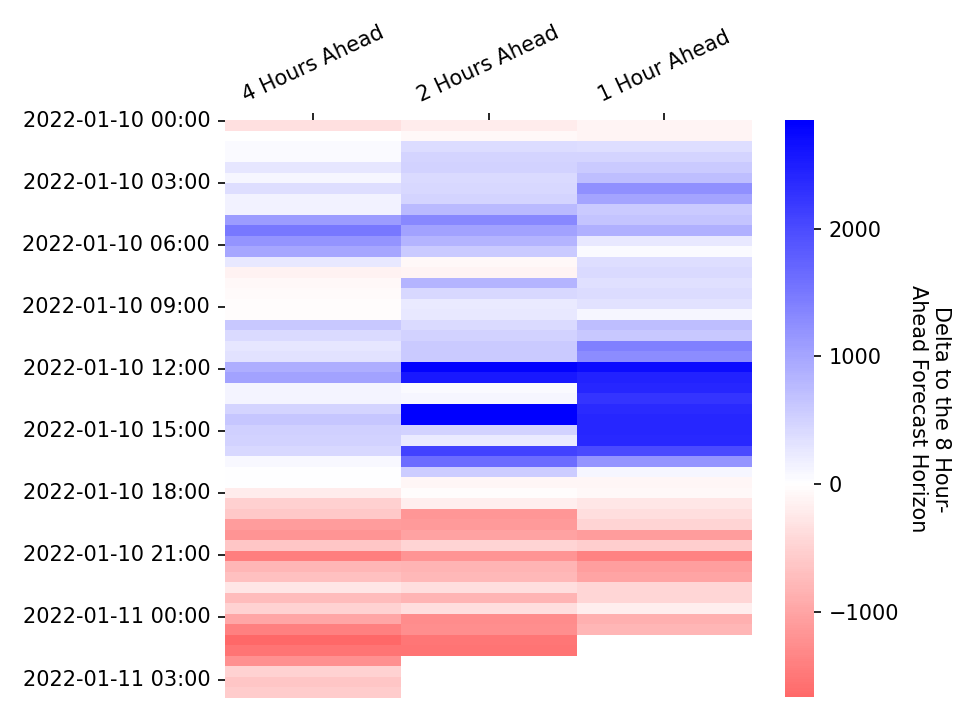 4 Hours Ahead
2 Hours Ahead
1 Hour Ahead
2022-01-10 00:00
2022-01-10 03:00
2022-01-10 06:00
2022-01-10 09:00
2022-01-10 12:00
2022-01-10 15:00
2022-01-10 18:00
2022-01-10 21:00
2022-01-11 00:00
2022-01-11 03:00
2000
1000
0
−1000
Delta to the 8 Hour-
Ahead Forecast Horizon